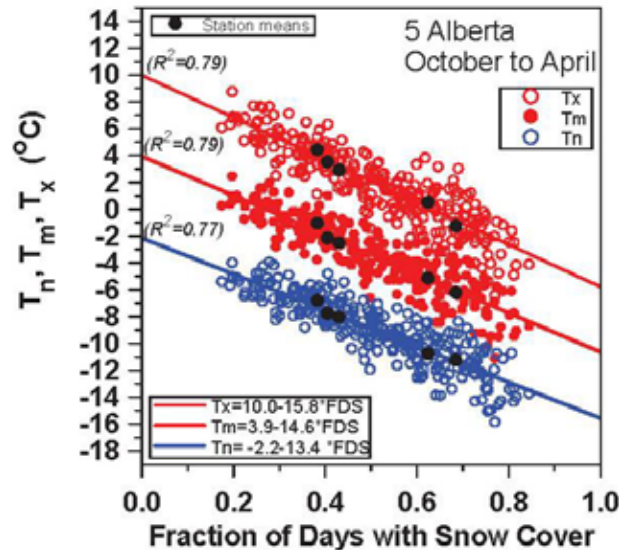 Station means
5 Alberta
October to April
Tx
Tm
Tn
(R²=0.79)
(R²=0.79)
(R²=0.77)
Tn, Tm, Tx (°C)
14
12
10
8
6
4
2
0
-2
-4
-6
-8
-10
-12
-14
-16
-18
Tx=10.0-15.8*FDS
Tm=3.9-14.6*FDS
Tn= -2.2-13.4 *FDS
0.0 0.2 0.4 0.6 0.8 1.0
Fraction of Days with Snow Cover